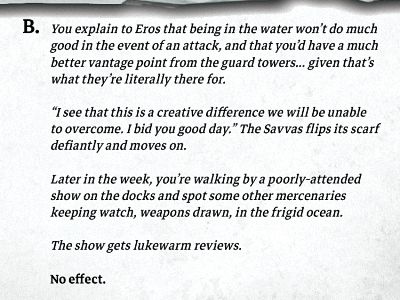 B. You explain to Eros that being in the water won’t do much
good in the event of an attack, and that you’d have a much
better vantage point from the guard towers... given that’s
what they’re literally there for.
“I see that this is a creative difference we will be unable
to overcome. I bid you good day.” The Savvas flips its scarf
defiantly and moves on.
Later in the week, you’re walking by a poorly-attended
show on the docks and spot some other mercenaries
keeping watch, weapons drawn, in the frigid ocean.
The show gets lukewarm reviews.
No effect.